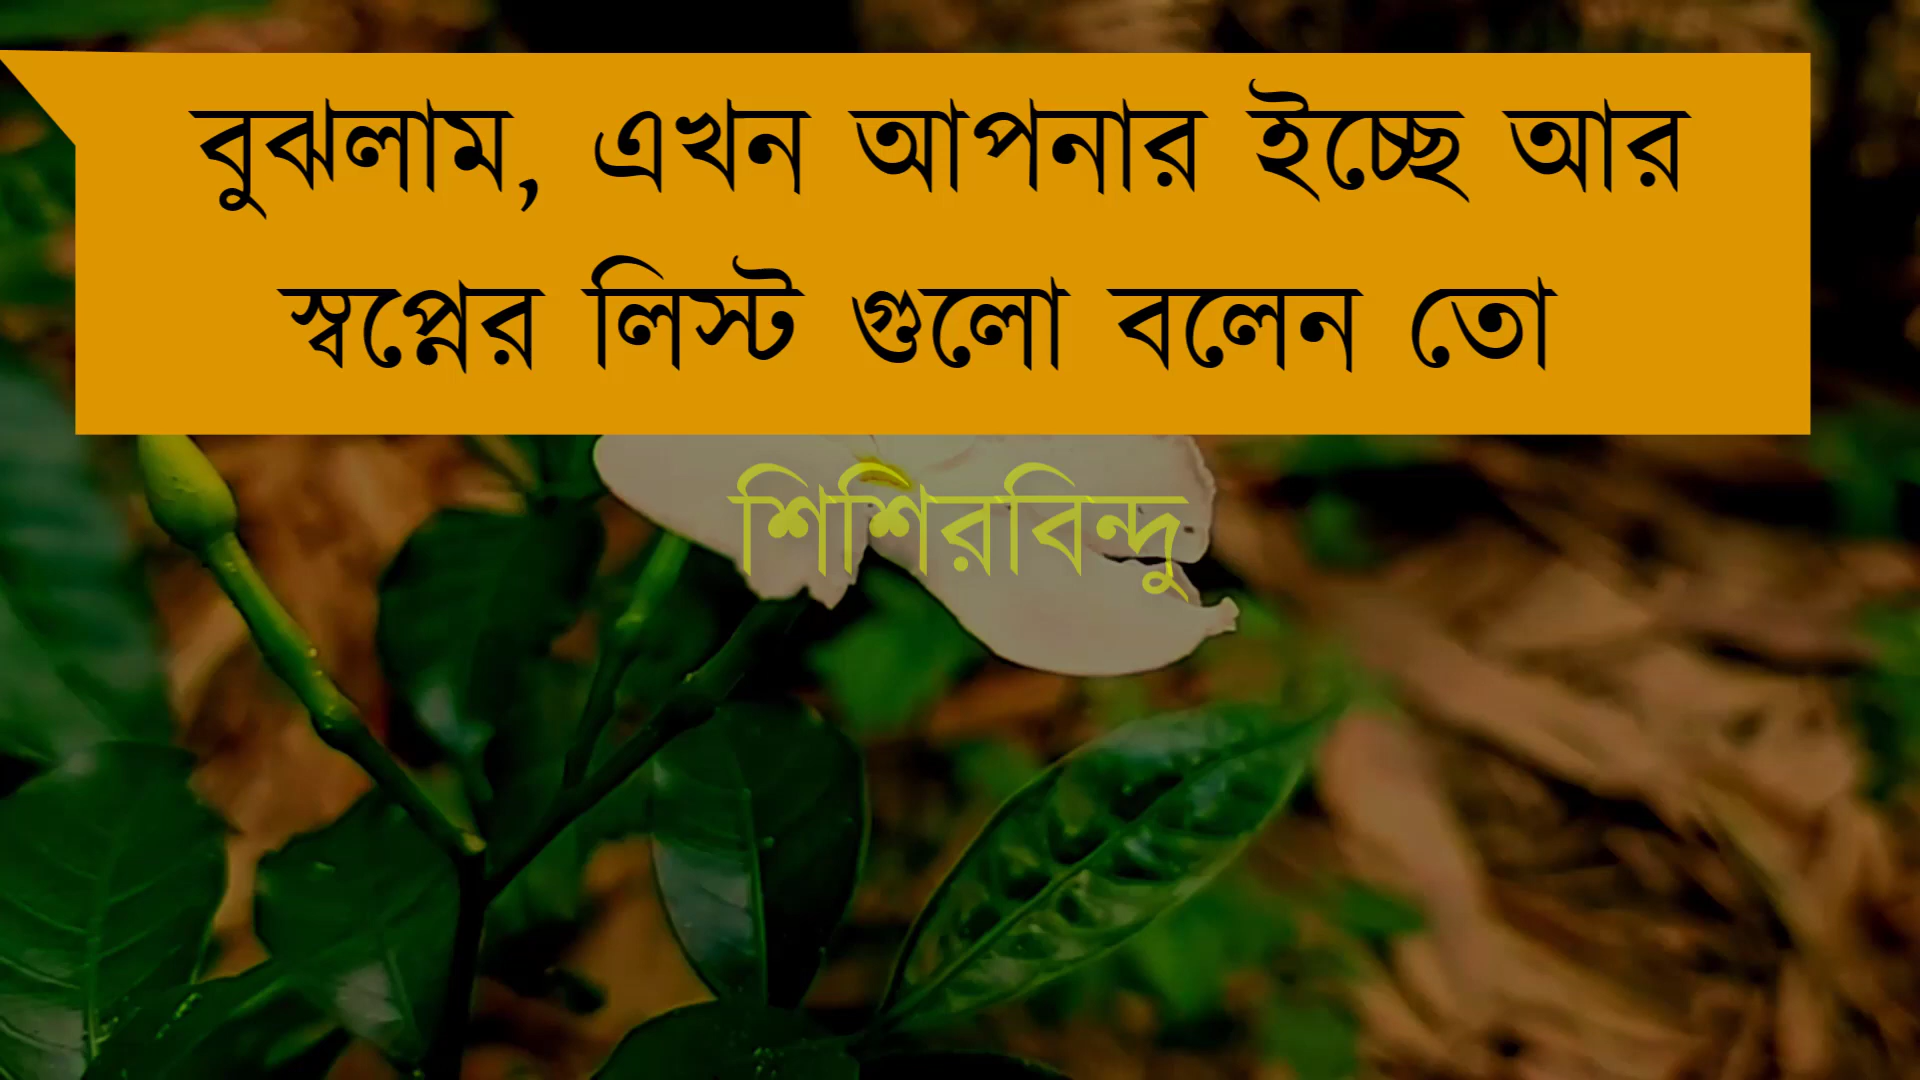 বুঝলাম, এখন আপনার ইচ্ছে আর
স্বপ্নের লিস্ট গুলো বলেন তো
শিশিরবিন্দু